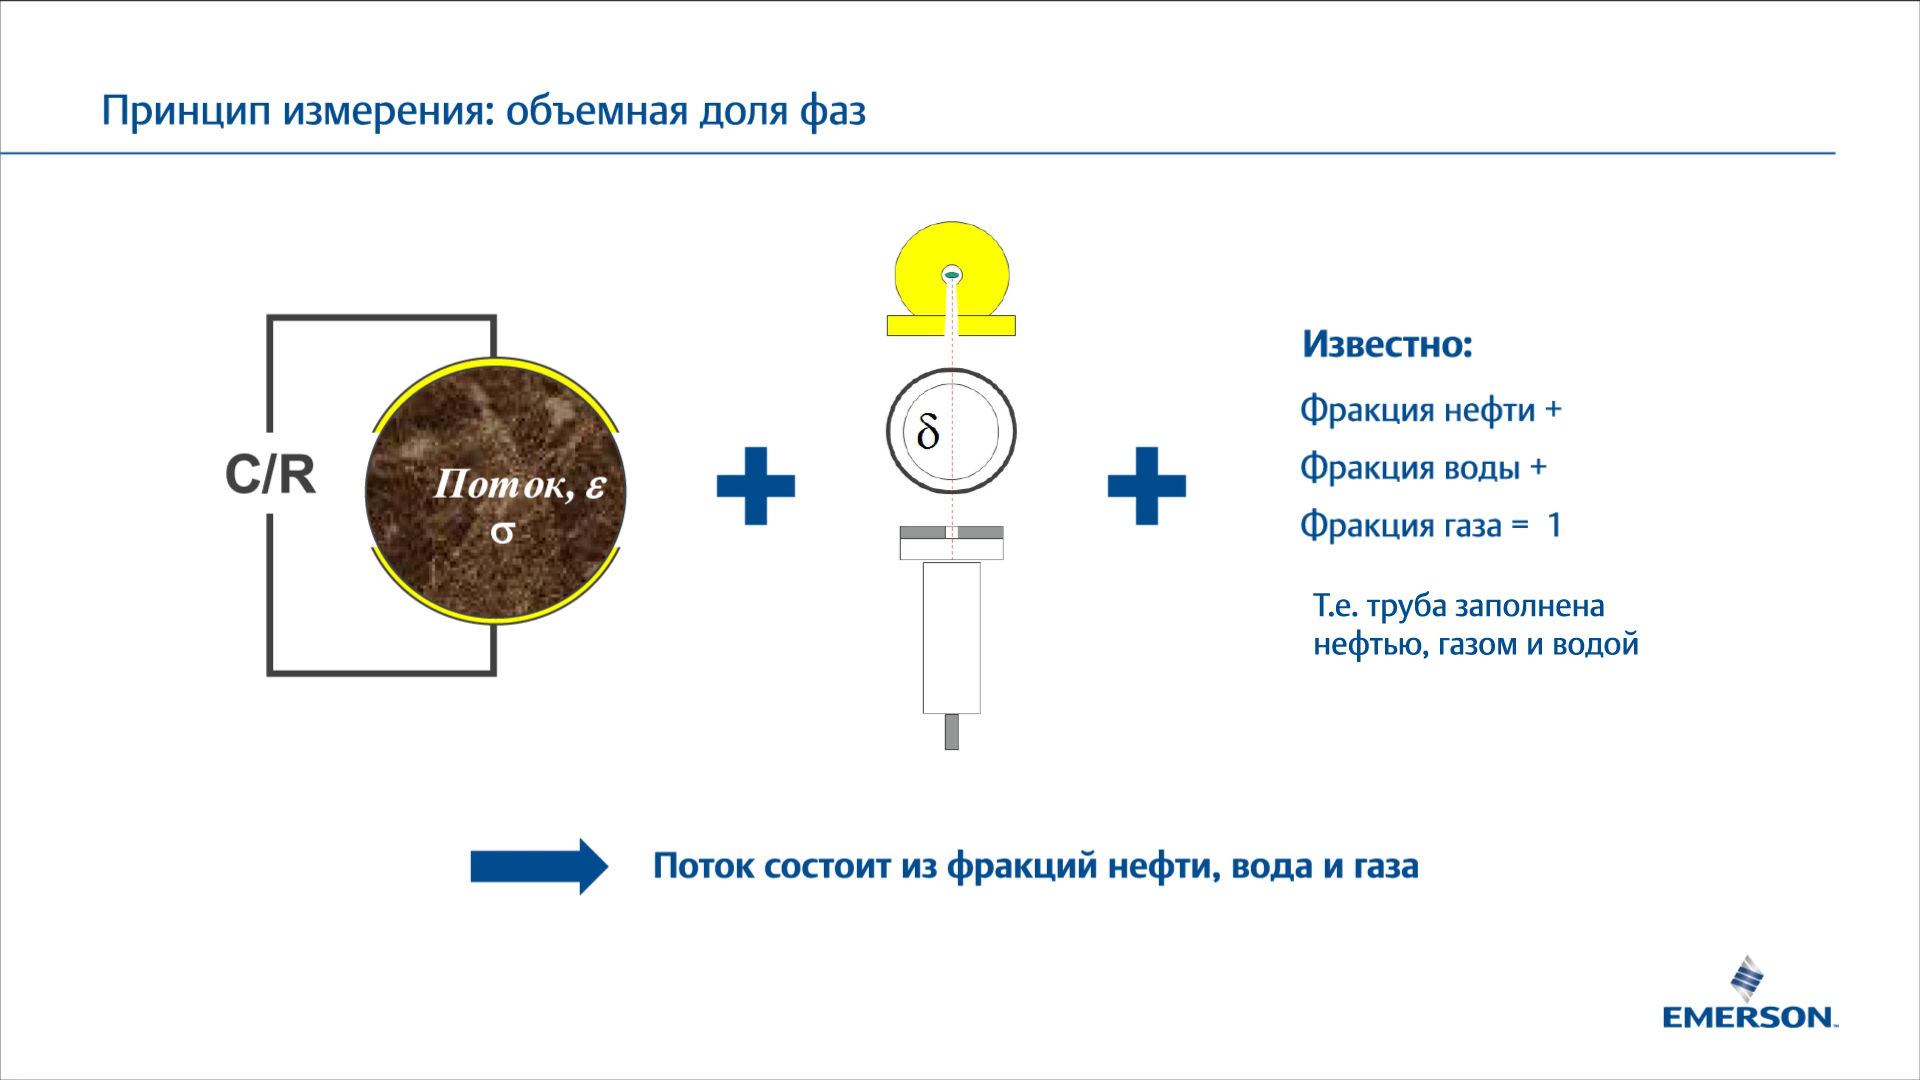 Принцип измерения: объемная доля фаз
C/R
Поток, ε
σ
δ
Известно:
Фракция нефти +
Фракция воды +
Фракция газа = 1
Т.е. труба заполнена
нефтью, газом и водой
Поток состоит из фракций нефти, вода и газа
EMERSON™